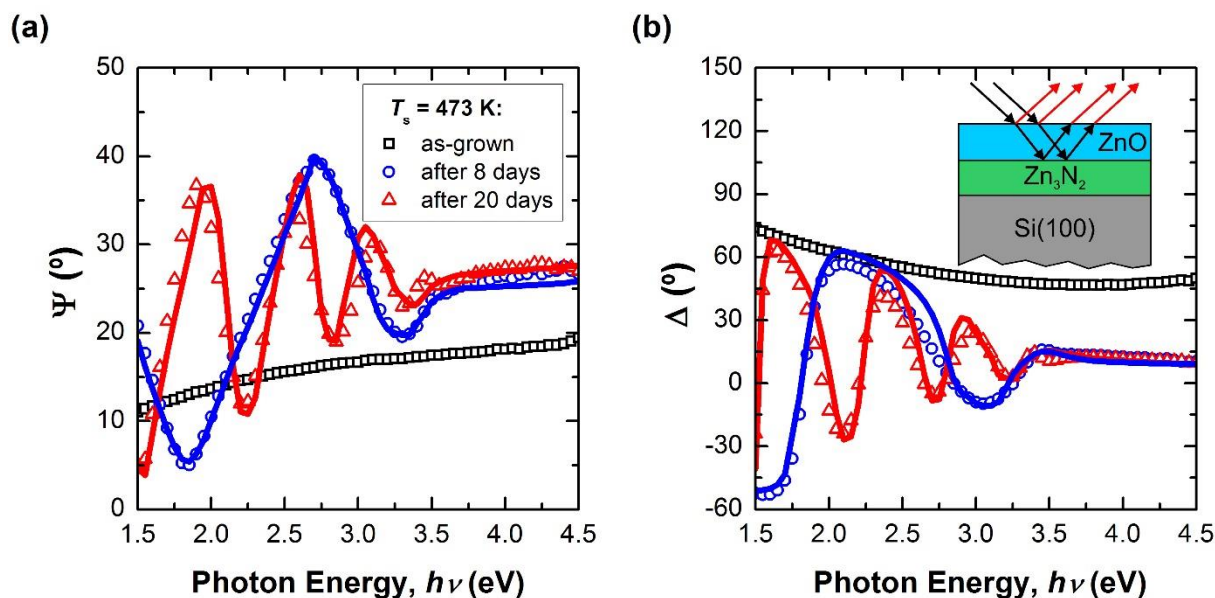 (a)
50
40
30
20
10
0
Ψ (º)
Tₛ = 473 K:
as-grown
after 8 days
after 20 days
1.5 2.0 2.5 3.0 3.5 4.0 4.5
Photon Energy, hν (eV)
(b)
150
120
90
60
30
0
-30
-60
Δ (º)
ZnO
Zn₃N₂
Si(100)
1.5 2.0 2.5 3.0 3.5 4.0 4.5
Photon Energy, hν (eV)